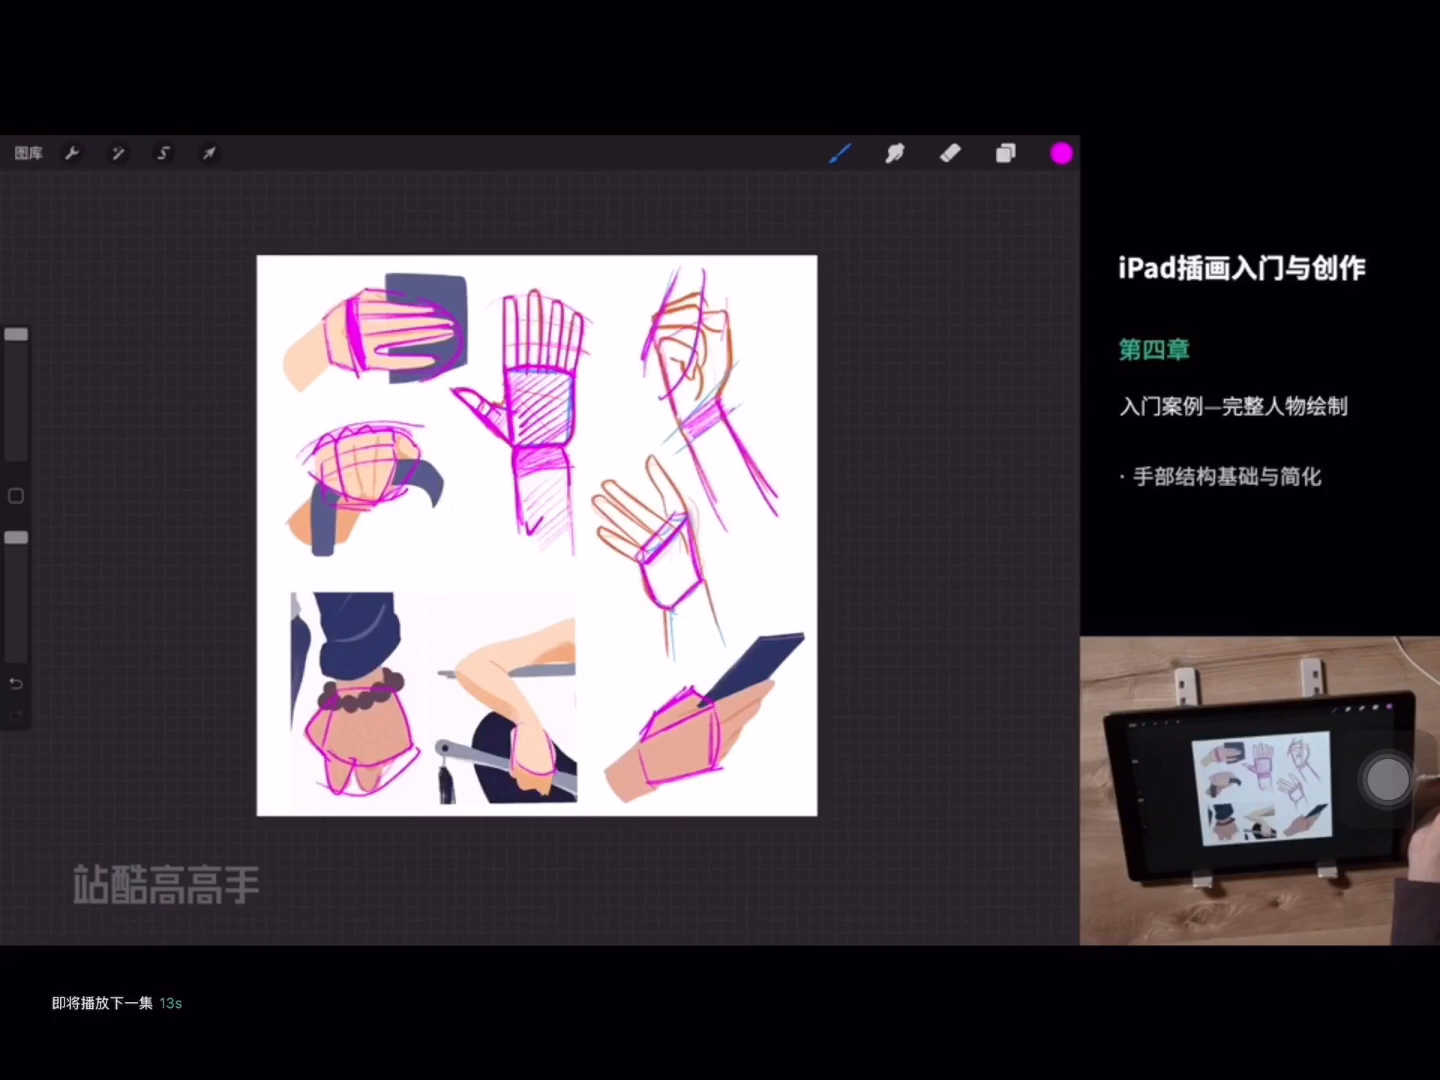 图库
iPad插画入门与创作
第四章
入门案例—完整人物绘制
· 手部结构基础与简化
站酷高高手
即将播放下一集 13s